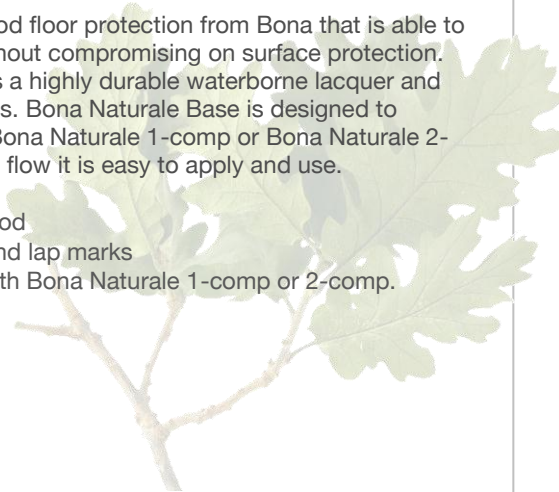 od floor protection from Bona that is able to
out compromising on surface protection.
s a highly durable waterborne lacquer and
s. Bona Naturale Base is designed to
Bona Naturale 1-comp or Bona Naturale 2-
flow it is easy to apply and use.
od
nd lap marks
th Bona Naturale 1-comp or 2-comp.